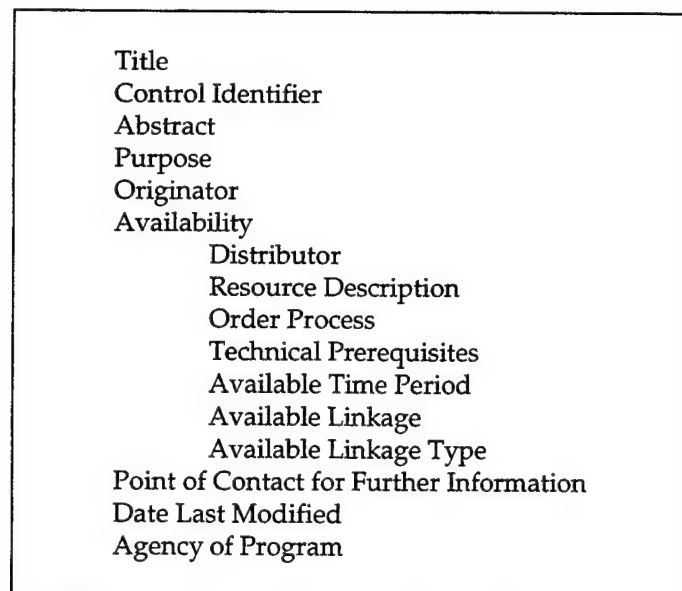 Title
Control Identifier
Abstract
Purpose
Originator
Availability
Distributor
Resource Description
Order Process
Technical Prerequisites
Available Time Period
Available Linkage
Available Linkage Type
Point of Contact for Further Information
Date Last Modified
Agency of Program